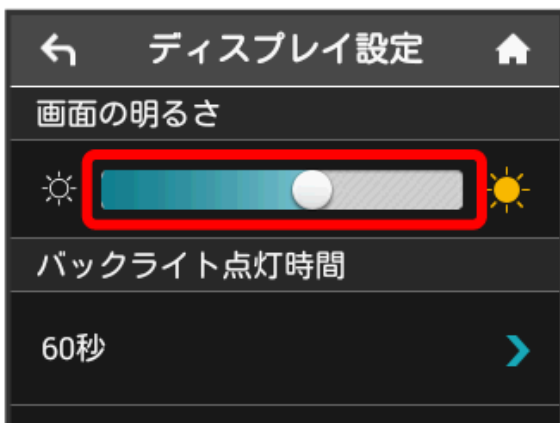 ディスプレイ設定
画面の明るさ
バックライト点灯時間
60秒